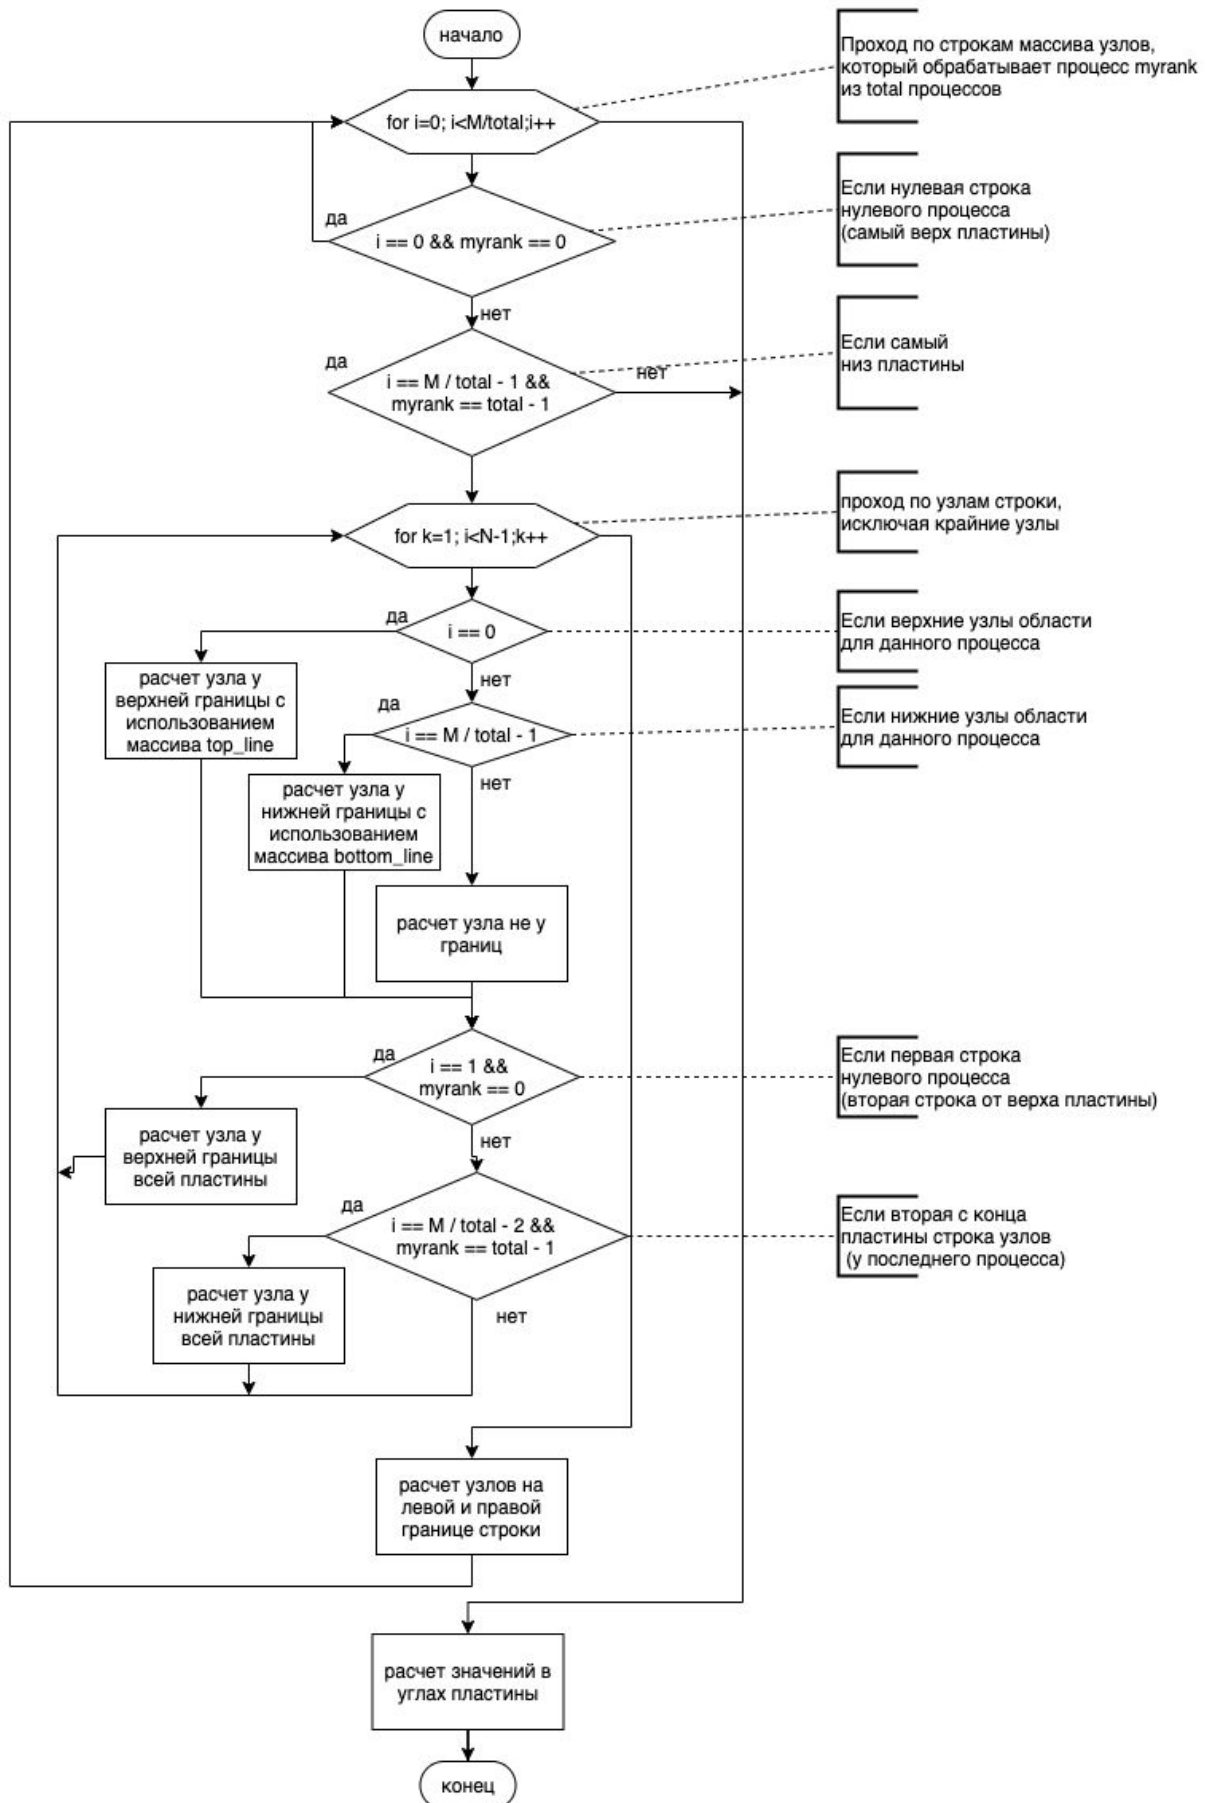 начало
Проход по строкам массива узлов,
который обрабатывает процесс myrank
из total процессов
for i=0; i<M/total;i++
Если нулевая строка
нулевого процесса
(самый верх пластины)
да
i == 0 && myrank == 0
нет
Если самый
низ пластины
да
i == M / total - 1 &&
myrank == total - 1
нет
проход по узлам строки,
исключая крайние узлы
for k=1; i<N-1;k++
Если верхние узлы области
для данного процесса
да
i == 0
нет
расчет узла у
верхней границы с
использованием
массива top_line
Если нижние узлы области
для данного процесса
да
i == M / total - 1
нет
расчет узла у
нижней границы с
использованием
массива bottom_line
расчет узла не у
границ
Если первая строка
нулевого процесса
(вторая строка от верха пластины)
да
i == 1 &&
myrank == 0
нет
расчет узла у
верхней границы
всей пластины
Если вторая с конца
пластины строка узлов
(у последнего процесса)
да
i == M / total - 2 &&
myrank == total - 1
нет
расчет узла у
нижней границы
всей пластины
расчет узлов на
левой и правой
границе строки
расчет значений в
углах пластины
конец